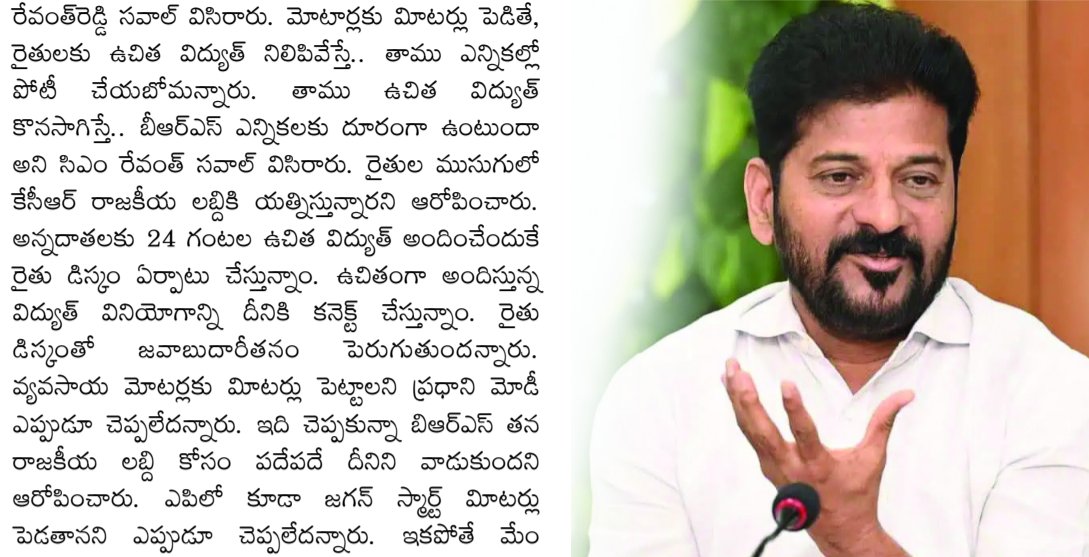 రేవంత్‌రెడ్డి సవాల్ విసిరారు. మోటార్లకు మీటర్లు పెడితే,
రైతులకు ఉచిత విద్యుత్ నిలిపివేస్తే.. తాము ఎన్నికల్లో
పోటీ చేయబోమన్నారు. తాము ఉచిత విద్యుత్
కొనసాగిస్తే.. బీఆర్ఎస్ ఎన్నికలకు దూరంగా ఉంటుందా
అని సిఎం రేవంత్ సవాల్ విసిరారు. రైతుల ముసుగులో
కేసీఆర్ రాజకీయ లబ్దికి యత్నిస్తున్నారని ఆరోపించారు.
అన్నదాతలకు 24 గంటల ఉచిత విద్యుత్ అందించేందుకే
రైతు డిస్కం ఏర్పాటు చేస్తున్నాం. ఉచితంగా అందిస్తున్న
విద్యుత్ వినియోగాన్ని దీనికి కనెక్ట్ చేస్తున్నాం. రైతు
డిస్కంతో జవాబుదారీతనం పెరుగుతుందన్నారు.
వ్యవసాయ మోటర్లకు మీటర్లు పెట్టాలని ప్రధాని మోడీ
ఎప్పుడూ చెప్పలేదన్నారు. ఇది చెప్పకున్నా బిఆర్ఎస్ తన
రాజకీయ లబ్ది కోసం పదేపదే దీనిని వాడుకుందని
ఆరోపించారు. ఎపిలో కూడా జగన్ స్మార్ట్ మీటర్లు
పెడతానని ఎప్పుడూ చెప్పలేదన్నారు. ఇకపోతే మేం